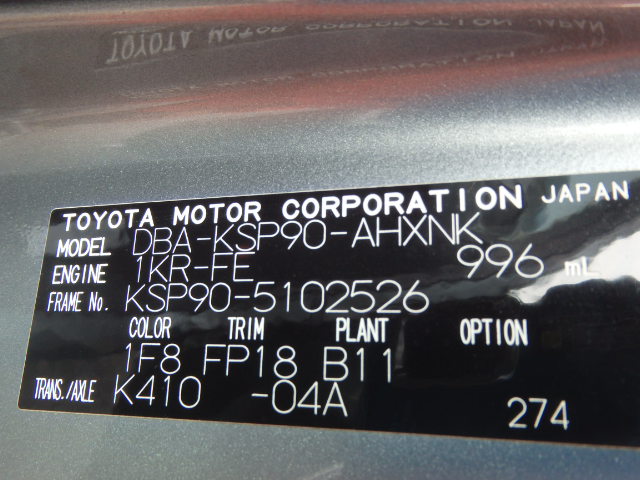 TOYOTA MOTOR CORPORATION JAPAN
MODEL DBA-KSP90-AHXNK
ENGINE 1KR-FE 996 mL
FRAME No. KSP90-5102526
COLOR TRIM PLANT OPTION
1F8 FP18 B11
TRANS./AXLE K410 -04A 274